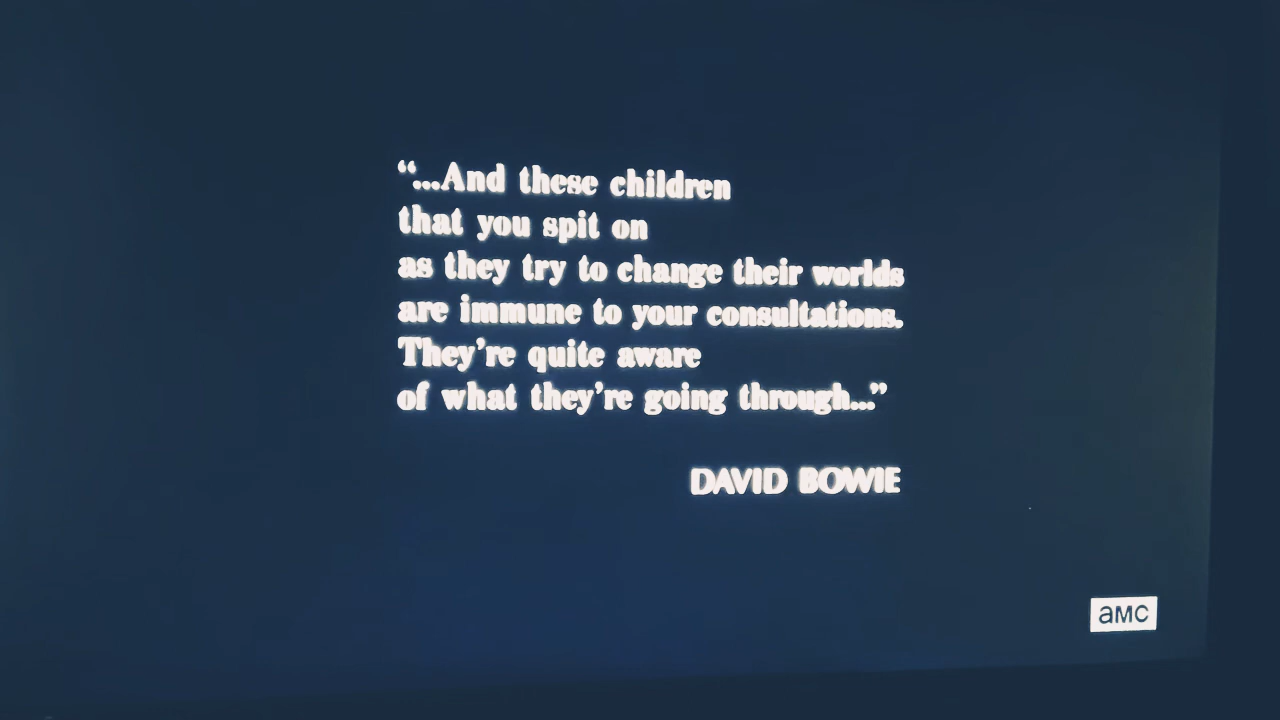 “...And these children
that you spit on
as they try to change their worlds
are immune to your consultations.
They’re quite aware
of what they’re going through...”
DAVID BOWIE
aMC